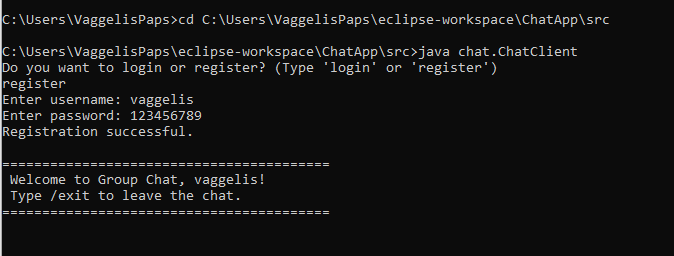 C:\Users\VaggelisPaps>cd C:\Users\VaggelisPaps\eclipse-workspace\ChatApp\src
C:\Users\VaggelisPaps\eclipse-workspace\ChatApp\src>java chat.ChatClient
Do you want to login or register? (Type 'login' or 'register')
register
Enter username: vaggelis
Enter password: 123456789
Registration successful.
=========================================
Welcome to Group Chat, vaggelis!
Type /exit to leave the chat.
=========================================